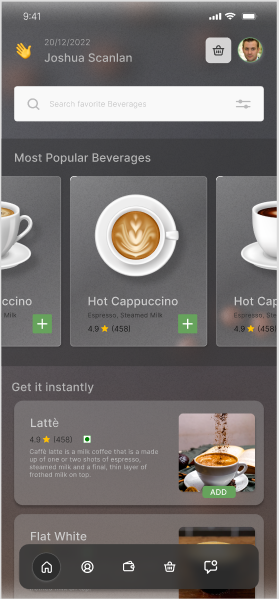 9:41
20/12/2022
Joshua Scanlan
Search favorite Beverages
Most Popular Beverages
ccino Hot Cappuccino Hot Cap
Milk Espresso, Steamed Milk Espresso, S
4.9 (458) 4.9 (458)
Get it instantly
Lattè
4.9 (458)
Caffè latte is a milk coffee that is a made
up of one or two shots of espresso,
steamed milk and a final, thin layer of
frothed milk on top.
ADD
Flat White